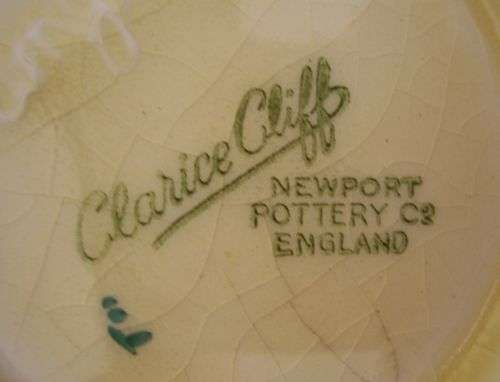 Clarice Cliff
NEWPORT
POTTERY Co
ENGLAND